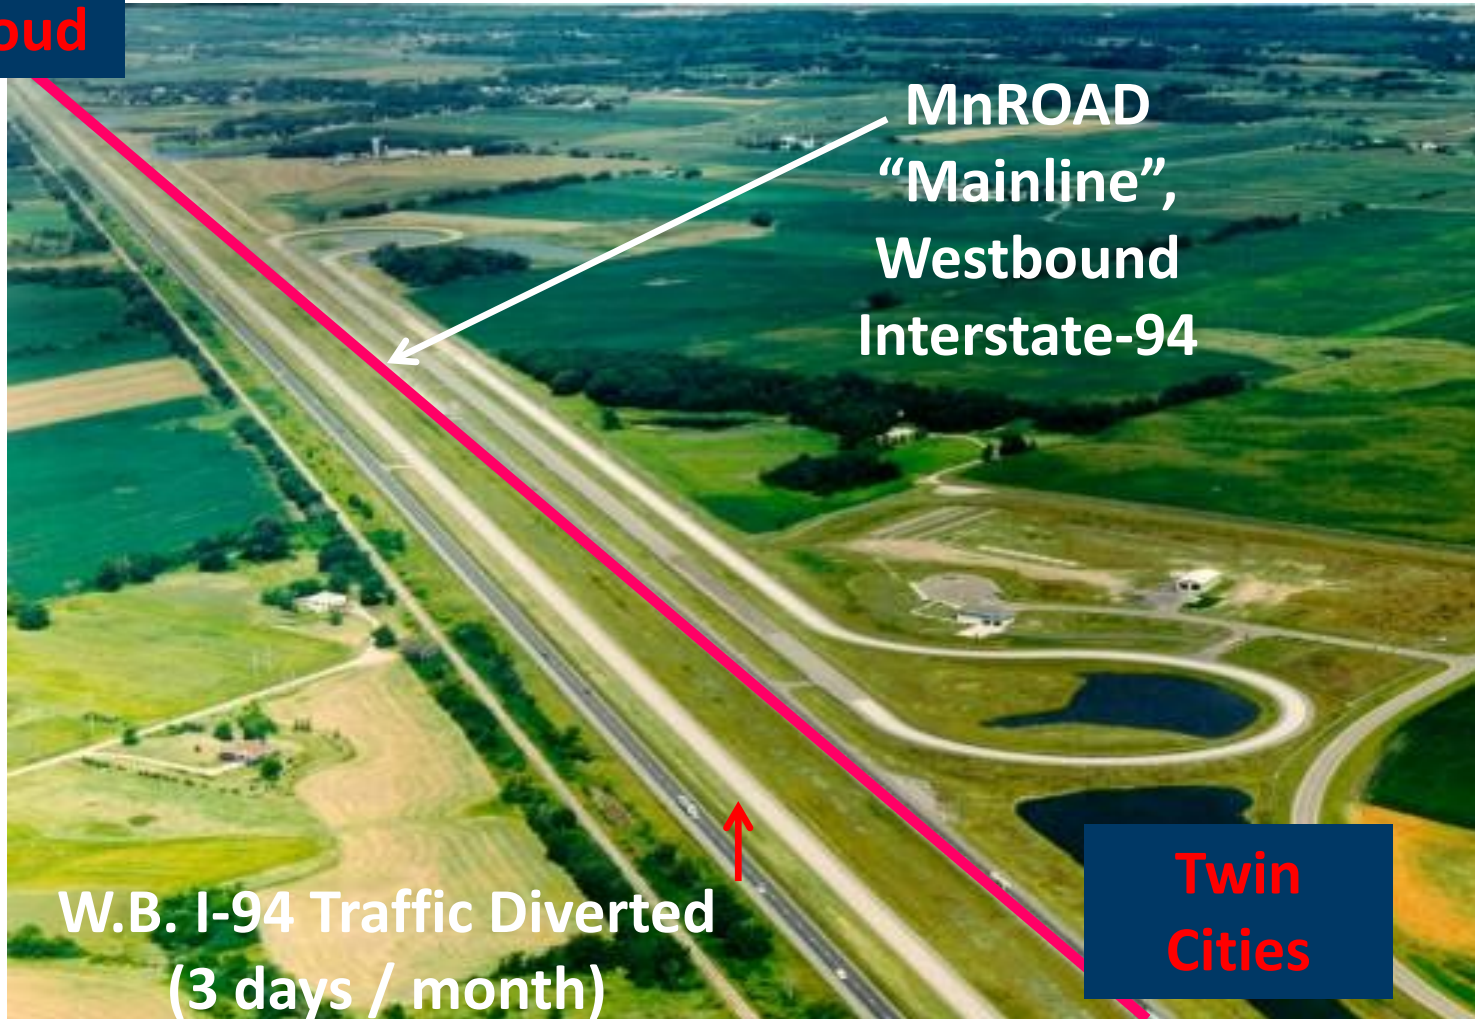 oud
MnROAD
“Mainline”,
Westbound
Interstate-94
W.B. I-94 Traffic Diverted
(3 days / month)
Twin
Cities